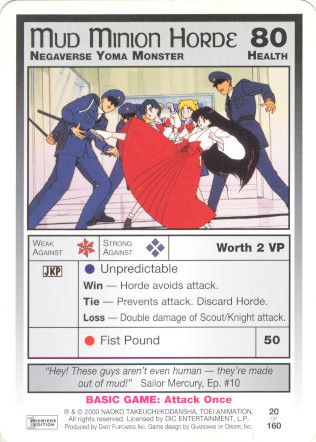 Mud Minion Horde 80
Negaverse Yoma Monster Health
Weak Against Strong Against Worth 2 VP
JKP Unpredictable
Win — Horde avoids attack.
Tie — Prevents attack. Discard Horde.
Loss — Double damage of Scout/Knight attack.
Fist Pound 50
"Hey! These guys aren't even human — they're
made out of mud!" Sailor Mercury, Ep. #10
BASIC GAME: Attack Once
PREMIERE EDITION
® & © 2000 NAOKO TAKEUCHI/KODANSHA, TOEI ANIMATION.
All Rights Reserved. Licensed by DIC ENTERTAINMENT, L.P.
Produced by DART FLIPCARDS INC. Game design by GUARDIANS OF ORDER, INC.
20
of
160